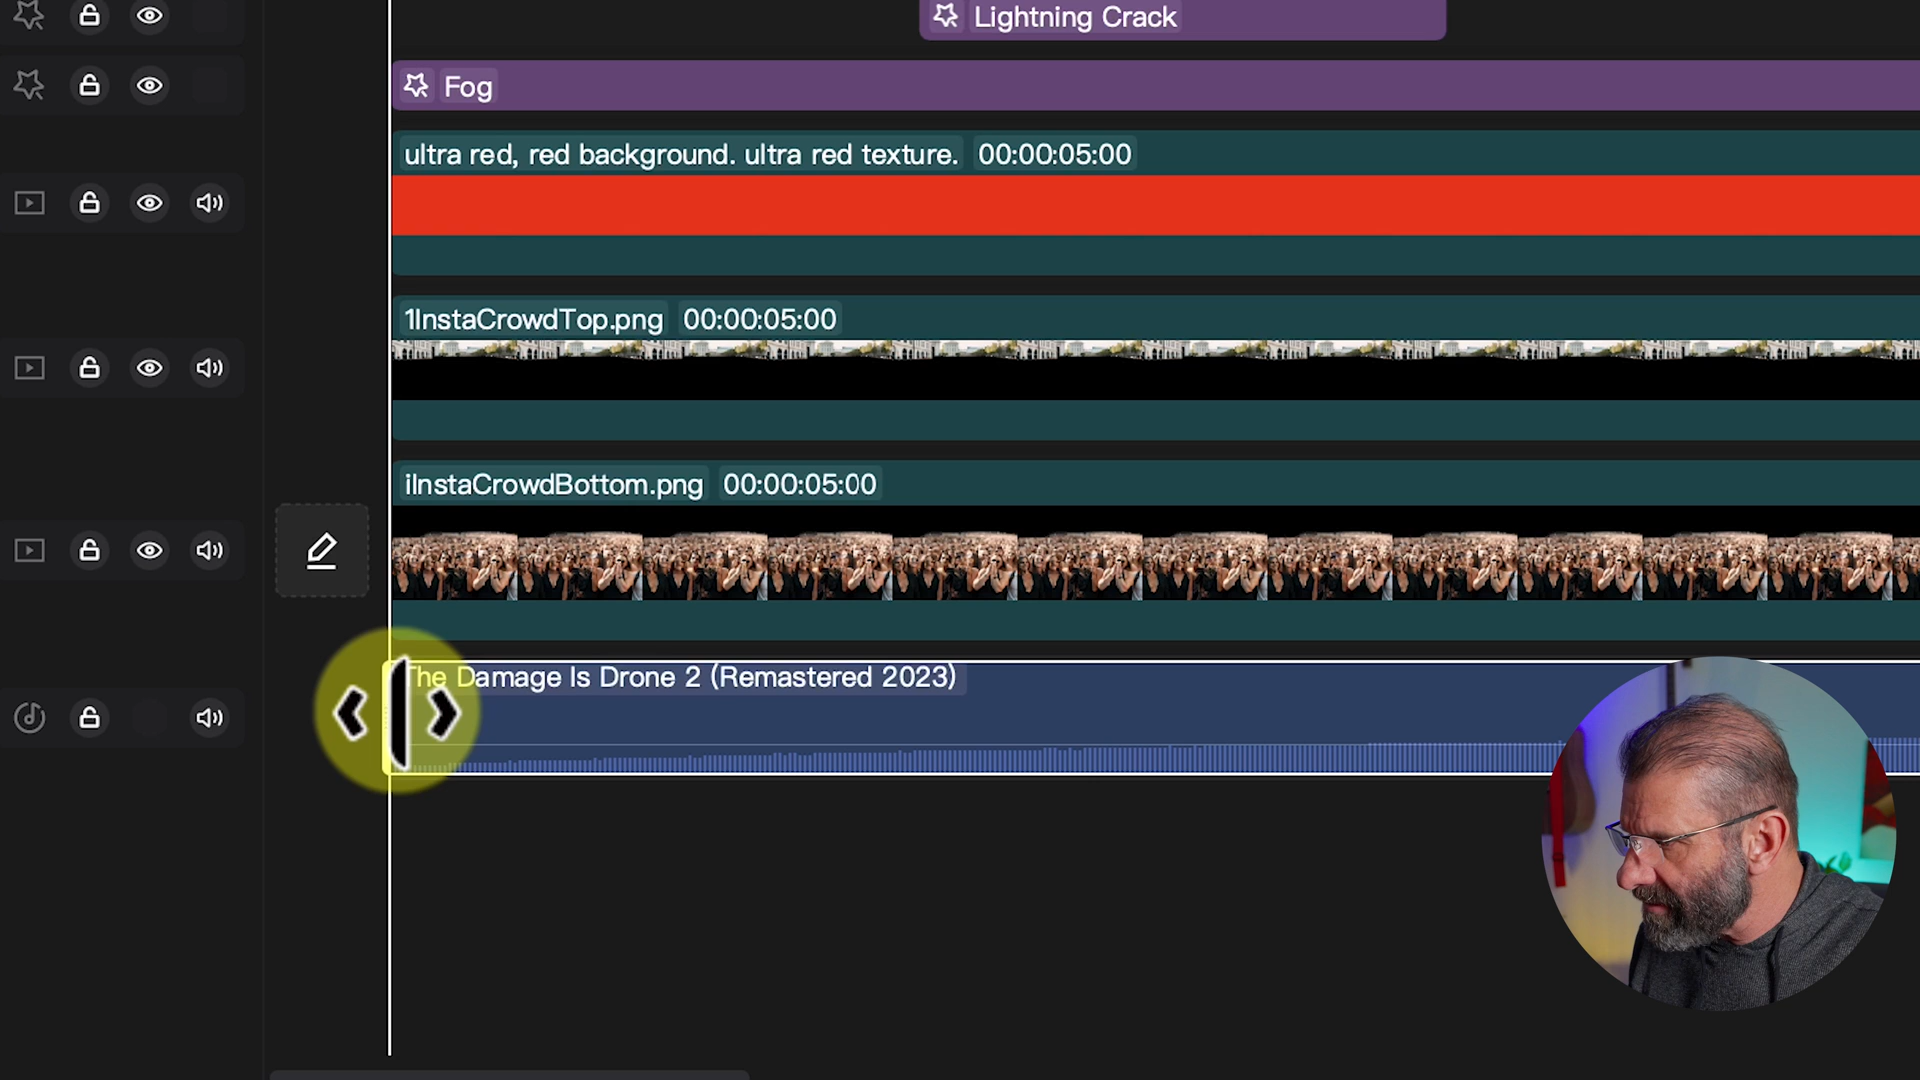 Lightning Crack
Fog
ultra red, red background. ultra red texture. 00:00:05:00
1InstaCrowdTop.png 00:00:05:00
iInstaCrowdBottom.png 00:00:05:00
The Damage Is Drone 2 (Remastered 2023)